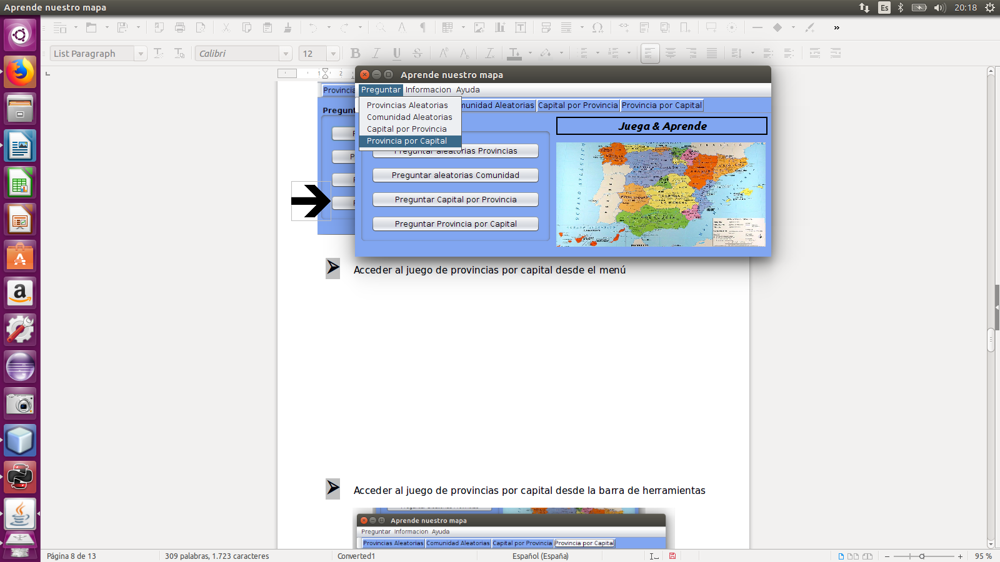 Aprende nuestro mapa
Es
20:18
List Paragraph
Calibri
12
Aprende nuestro mapa
Preguntar Informacion Ayuda
Provincias Aleatorias
Comunidad Aleatorias
Capital por Provincia
Provincia por Capital
Capital por Provincia
Provincia por Capital
Juega & Aprende
Preguntar aleatorias Provincias
Preguntar aleatorias Comunidad
Preguntar Capital por Provincia
Preguntar Provincia por Capital
Acceder al juego de provincias por capital desde el menú
Acceder al juego de provincias por capital desde la barra de herramientas
Aprende nuestro mapa
Preguntar Informacion Ayuda
Provincias Aleatorias Comunidad Aleatorias Capital por Provincia Provincia por Capital
Página 8 de 13
309 palabras, 1.723 caracteres
Converted1
Español (España)
95 %